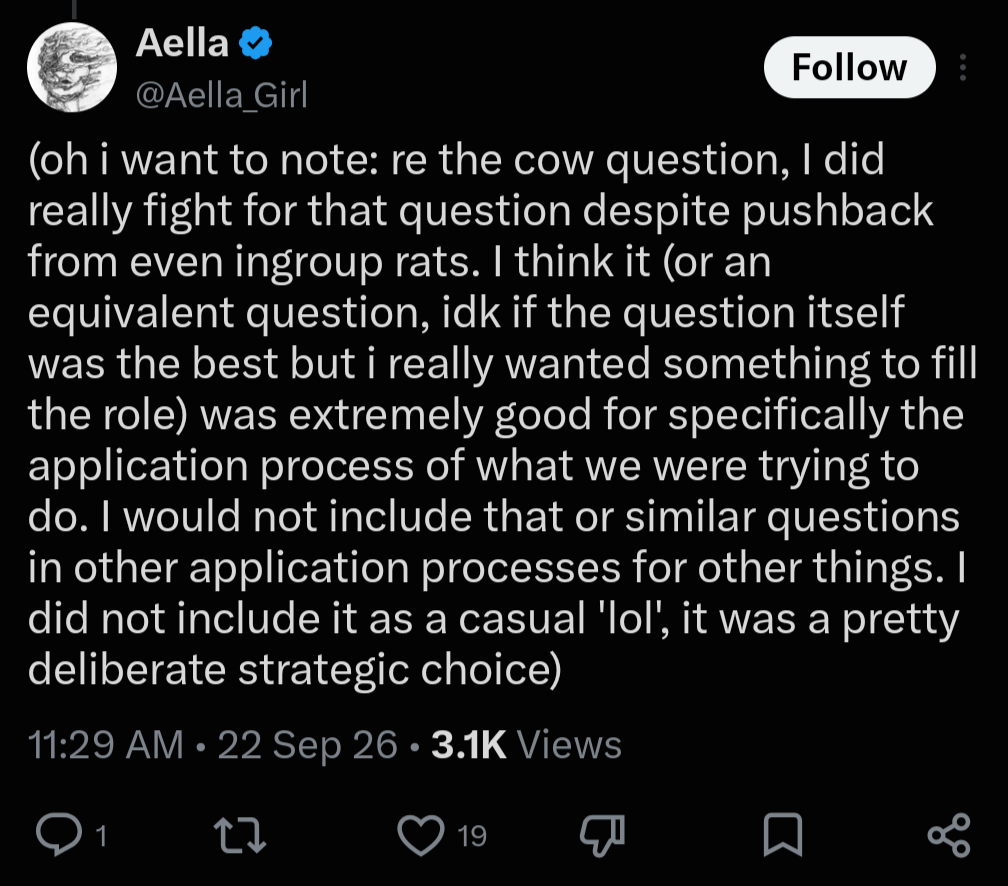 Aella
@Aella_Girl
Follow
(oh i want to note: re the cow question, I did
really fight for that question despite pushback
from even ingroup rats. I think it (or an
equivalent question, idk if the question itself
was the best but i really wanted something to fill
the role) was extremely good for specifically the
application process of what we were trying to
do. I would not include that or similar questions
in other application processes for other things. I
did not include it as a casual 'lol', it was a pretty
deliberate strategic choice)
11:29 AM • 22 Sep 26 • 3.1K Views
1
19